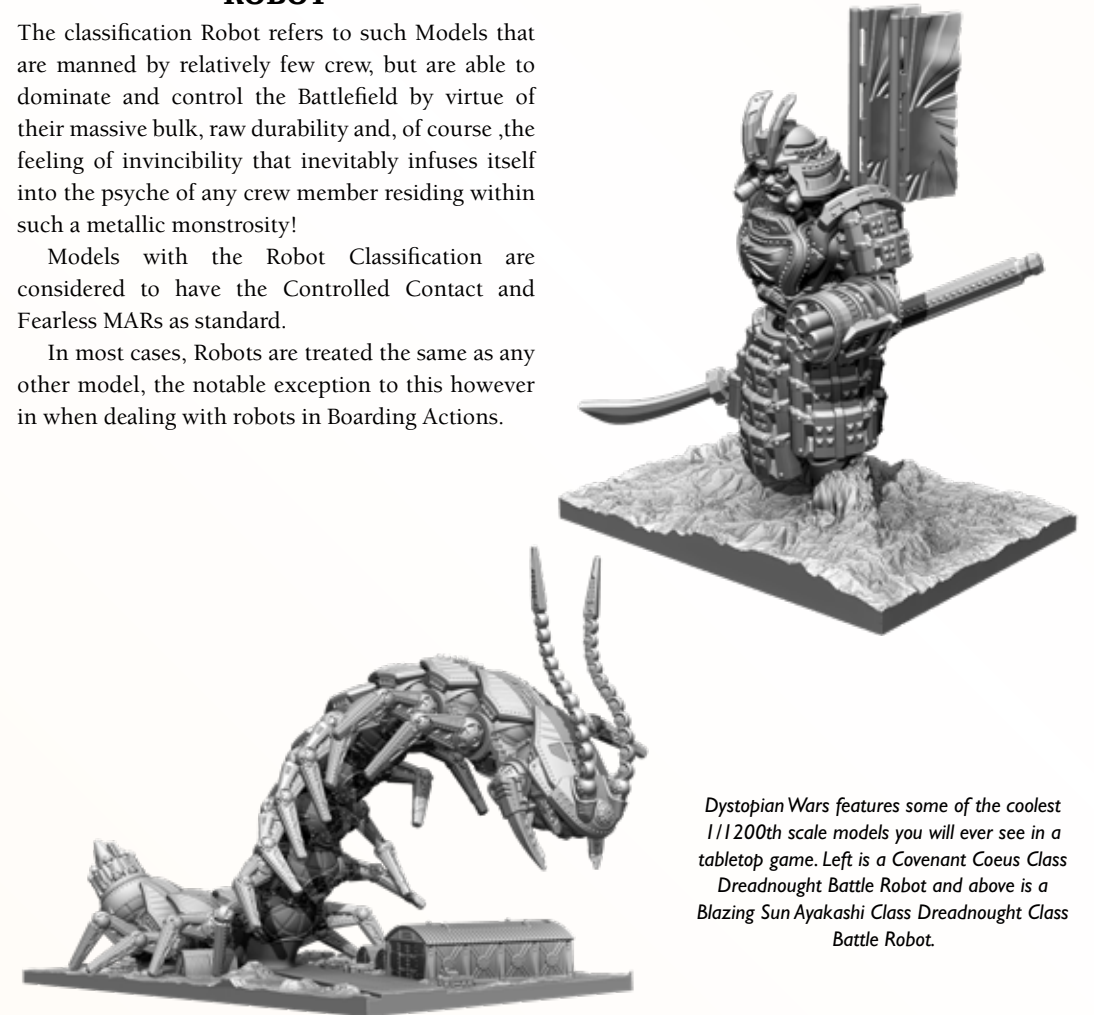 ROBOT
The classification Robot refers to such Models that
are manned by relatively few crew, but are able to
dominate and control the Battlefield by virtue of
their massive bulk, raw durability and, of course ,the
feeling of invincibility that inevitably infuses itself
into the psyche of any crew member residing within
such a metallic monstrosity!
Models with the Robot Classification are
considered to have the Controlled Contact and
Fearless MARs as standard.
In most cases, Robots are treated the same as any
other model, the notable exception to this however
in when dealing with robots in Boarding Actions.
Dystopian Wars features some of the coolest
1/1200th scale models you will ever see in a
tabletop game. Left is a Covenant Coeus Class
Dreadnought Battle Robot and above is a
Blazing Sun Ayakashi Class Dreadnought Class
Battle Robot.